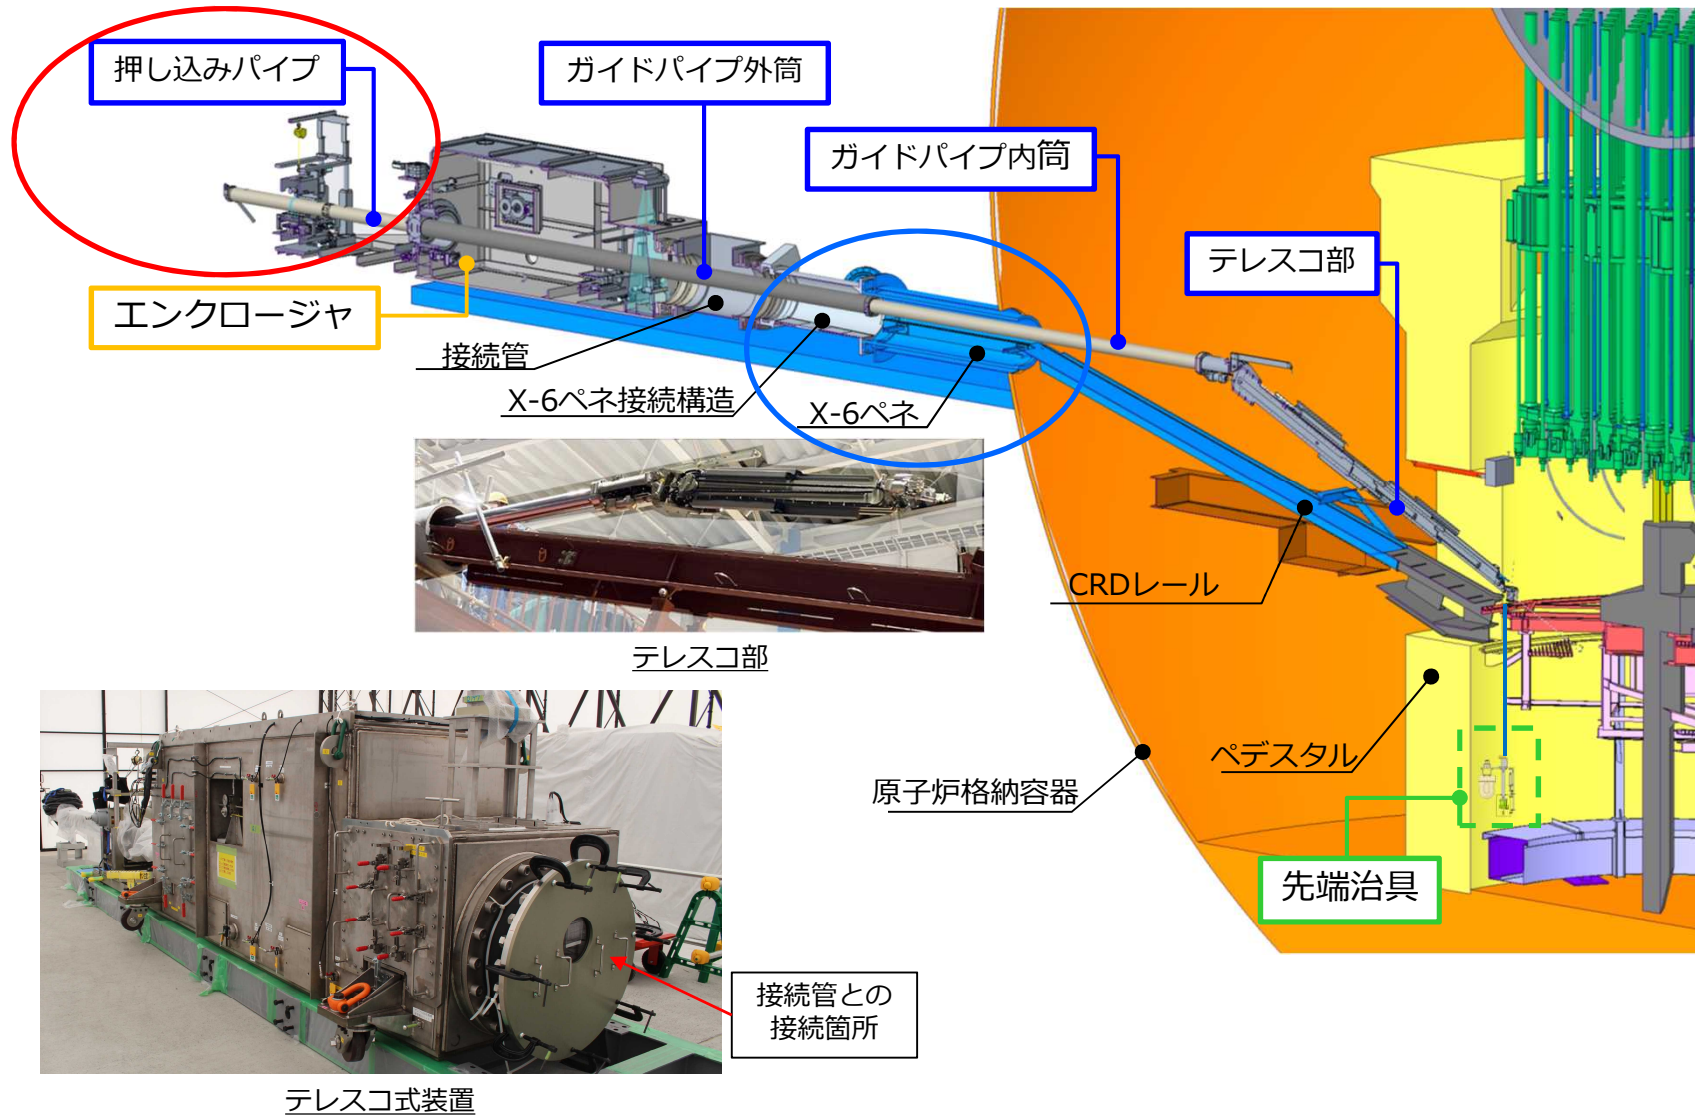 押し込みパイプ
ガイドパイプ外筒
ガイドパイプ内筒
テレスコ部
エンクロージャ
接続管
X-6ペネ接続構造
X-6ペネ
CRDレール
テレスコ部
ペデスタル
原子炉格納容器
先端治具
接続管との
接続箇所
テレスコ式装置